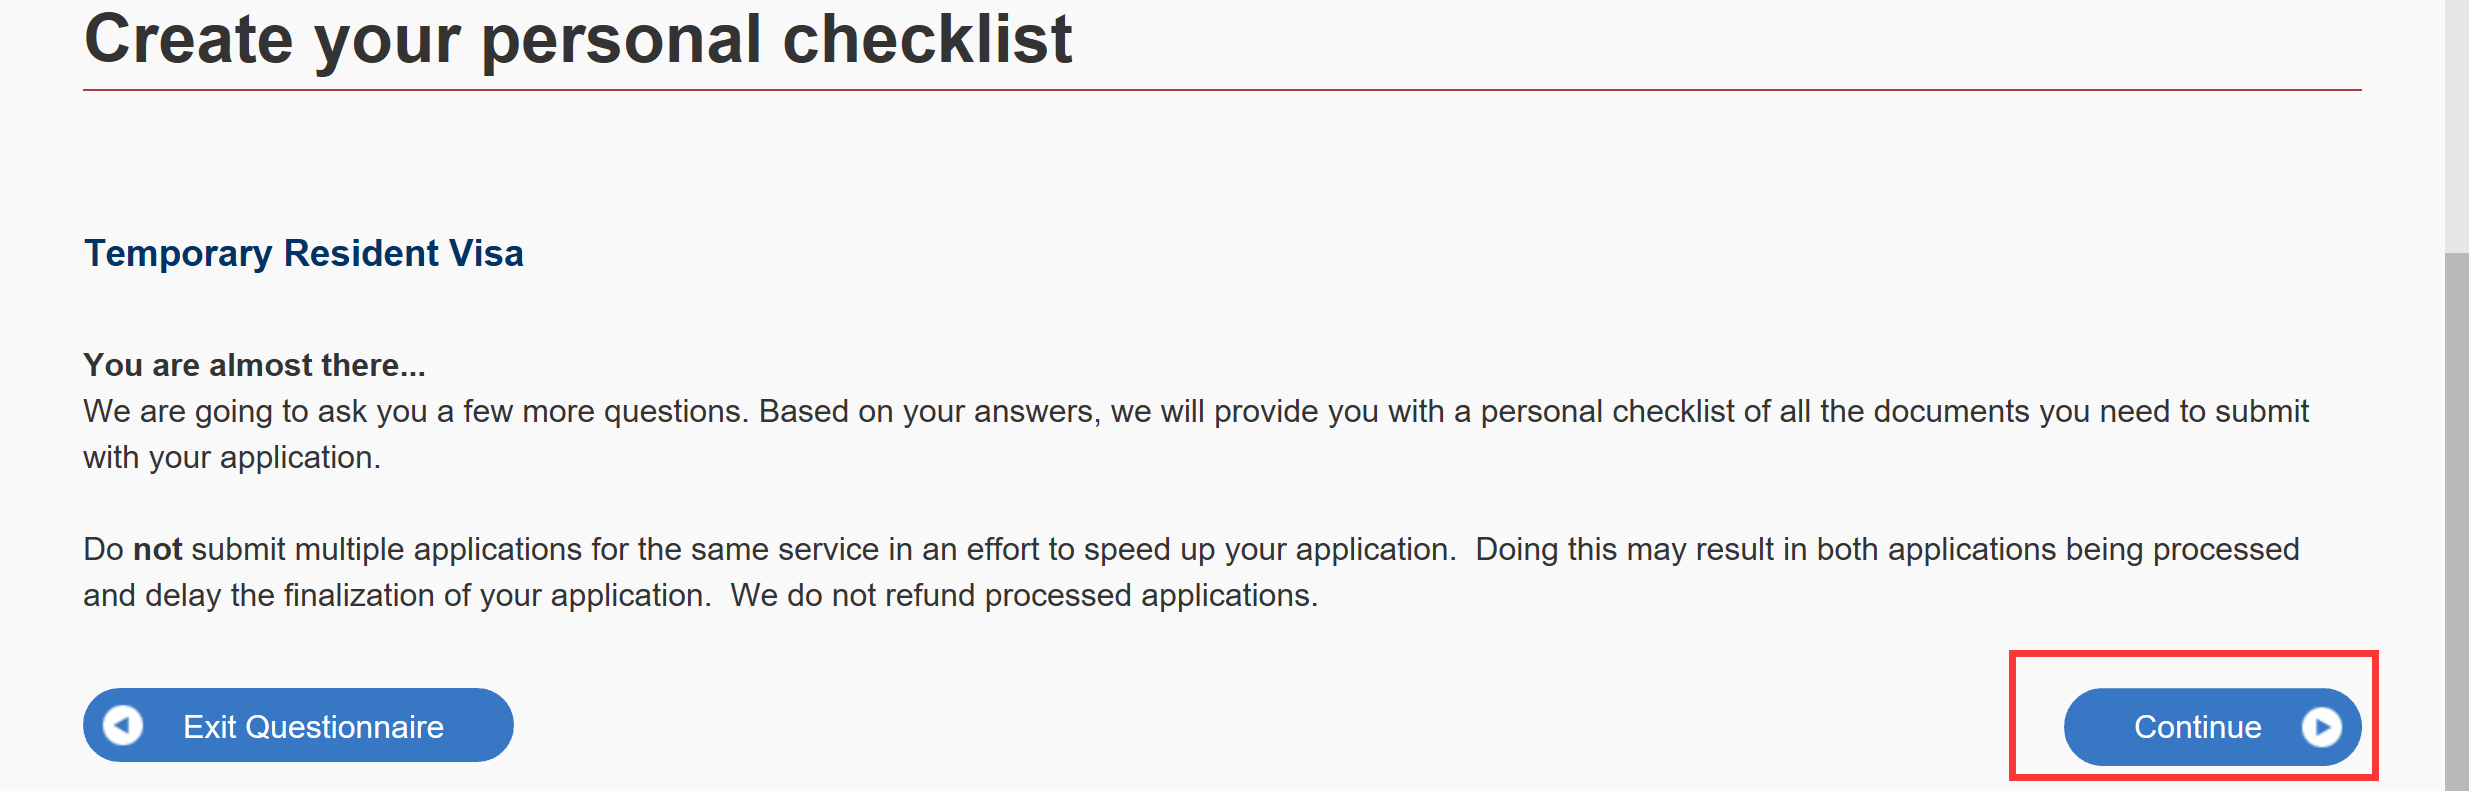 Create your personal checklist
Temporary Resident Visa
You are almost there...
We are going to ask you a few more questions. Based on your answers, we will provide you with a personal checklist of all the documents you need to submit
with your application.
Do not submit multiple applications for the same service in an effort to speed up your application.  Doing this may result in both applications being processed
and delay the finalization of your application.  We do not refund processed applications.
Exit Questionnaire
Continue